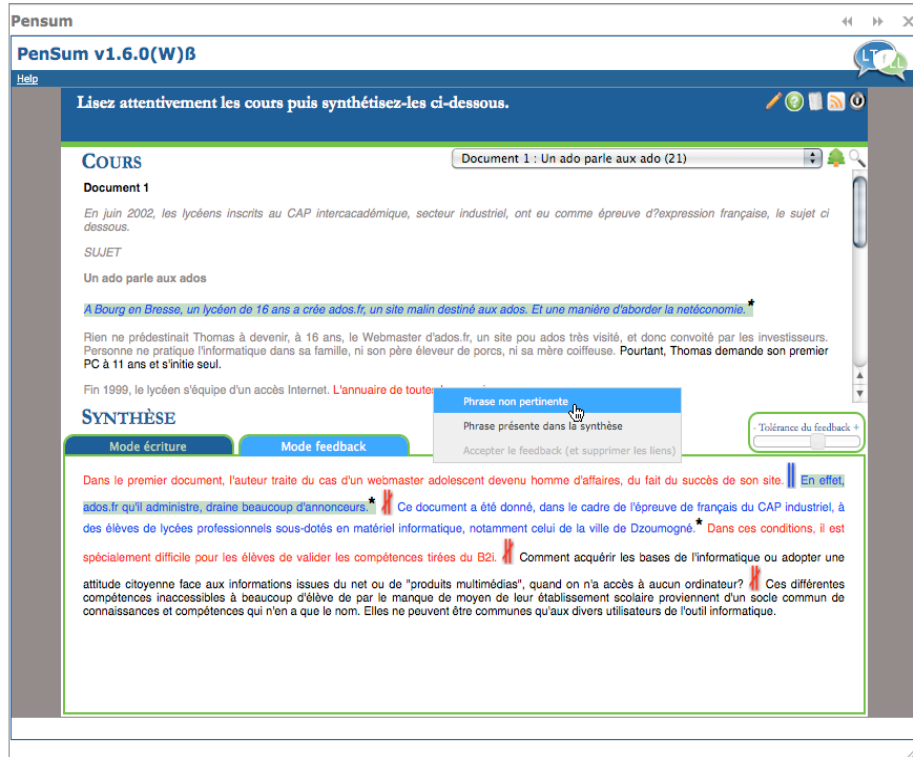 Pensum
PenSum v1.6.0(W)ß
LTfLL
Help
Lisez attentivement les cours puis synthétisez-les ci-dessous.
COURS
Document 1 : Un ado parle aux ado (21)
Document 1
En juin 2002, les lycéens inscrits au CAP intercacadémique, secteur industriel, ont eu comme épreuve d?expression française, le sujet ci
dessous.
SUJET
Un ado parle aux ados
A Bourg en Bresse, un lycéen de 16 ans a crée ados.fr, un site malin destiné aux ados. Et une manière d'aborder la netéconomie.*
Rien ne prédestinait Thomas à devenir, à 16 ans, le Webmaster d'ados.fr, un site pou ados très visité, et donc convoité par les investisseurs.
Personne ne pratique l'informatique dans sa famille, ni son père éleveur de porcs, ni sa mère coiffeuse. Pourtant, Thomas demande son premier
PC à 11 ans et s'initie seul.
Fin 1999, le lycéen s'équipe d'un accès Internet. L'annuaire de toutes
Phrase non pertinente
Phrase présente dans la synthèse
Accepter le feedback (et supprimer les liens)
SYNTHÈSE
- Tolérance du feedback +
Mode écriture
Mode feedback
Dans le premier document, l'auteur traite du cas d'un webmaster adolescent devenu homme d'affaires, du fait du succès de son site. || En effet,
ados.fr qu'il administre, draine beaucoup d'annonceurs.* Ce document a été donné, dans le cadre de l'épreuve de français du CAP industriel, à
des élèves de lycées professionnels sous-dotés en matériel informatique, notamment celui de la ville de Dzoumogné.* Dans ces conditions, il est
spécialement difficile pour les élèves de valider les compétences tirées du B2i. Comment acquérir les bases de l'informatique ou adopter une
attitude citoyenne face aux informations issues du net ou de "produits multimédias", quand on n'a accès à aucun ordinateur? Ces différentes
compétences inaccessibles à beaucoup d'élève de par le manque de moyen de leur établissement scolaire proviennent d'un socle commun de
connaissances et compétences qui n'en a que le nom. Elles ne peuvent être communes qu'aux divers utilisateurs de l'outil informatique.